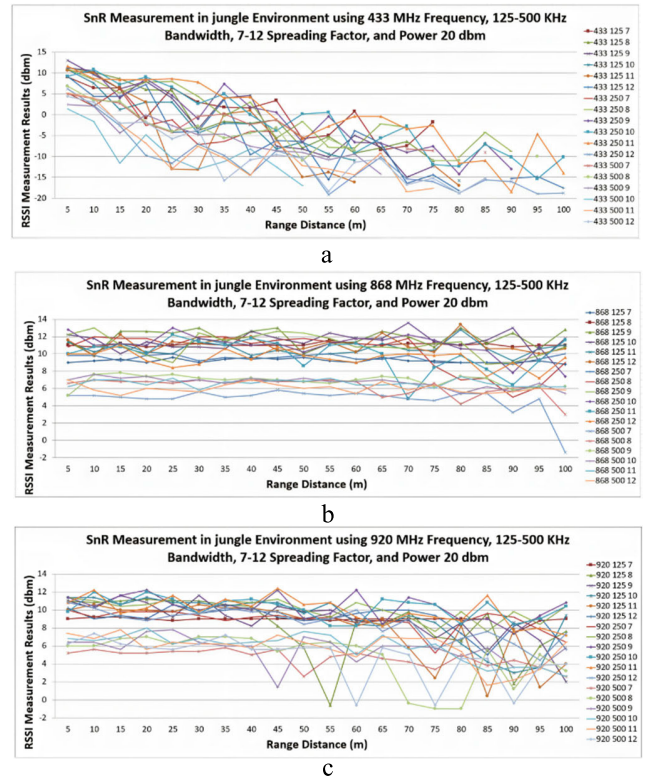 SnR Measurement in jungle Environment using 433 MHz Frequency, 125-500 KHz
Bandwidth, 7-12 Spreading Factor, and Power 20 dbm
RSSI Measurement Results (dbm)
15
10
5
0
-5
-10
-15
-20
5 10 15 20 25 30 35 40 45 50 55 60 65 70 75 80 85 90 95 100
Range Distance (m)
433 125 7
433 125 8
433 125 9
433 125 10
433 125 11
433 125 12
433 250 7
433 250 8
433 250 9
433 250 10
433 250 11
433 250 12
433 500 7
433 500 8
433 500 9
433 500 10
433 500 11
433 500 12
a
SnR Measurement in jungle Environment using 868 MHz Frequency, 125-500 KHz
Bandwidth, 7-12 Spreading Factor, and Power 20 dbm
RSSI Measurement Results (dbm)
14
12
10
8
6
4
2
0
-2
5 10 15 20 25 30 35 40 45 50 55 60 65 70 75 80 85 90 95 100
Range Distance (m)
868 125 7
868 125 8
868 125 9
868 125 10
868 125 11
868 125 12
868 250 7
868 250 8
868 250 9
868 250 10
868 250 11
868 250 12
868 500 7
868 500 8
868 500 9
868 500 10
868 500 11
868 500 12
b
SnR Measurement in jungle Environment using 920 MHz Frequency, 125-500 KHz
Bandwidth, 7-12 Spreading Factor, and Power 20 dbm
RSSI Measurement Results (dbm)
14
12
10
8
6
4
2
0
-2
5 10 15 20 25 30 35 40 45 50 55 60 65 70 75 80 85 90 95 100
Range Distance (m)
920 125 7
920 125 8
920 125 9
920 125 10
920 125 11
920 125 12
920 250 7
920 250 8
920 250 9
920 250 10
920 250 11
920 250 12
920 500 7
920 500 8
920 500 9
920 500 10
920 500 11
920 500 12
c